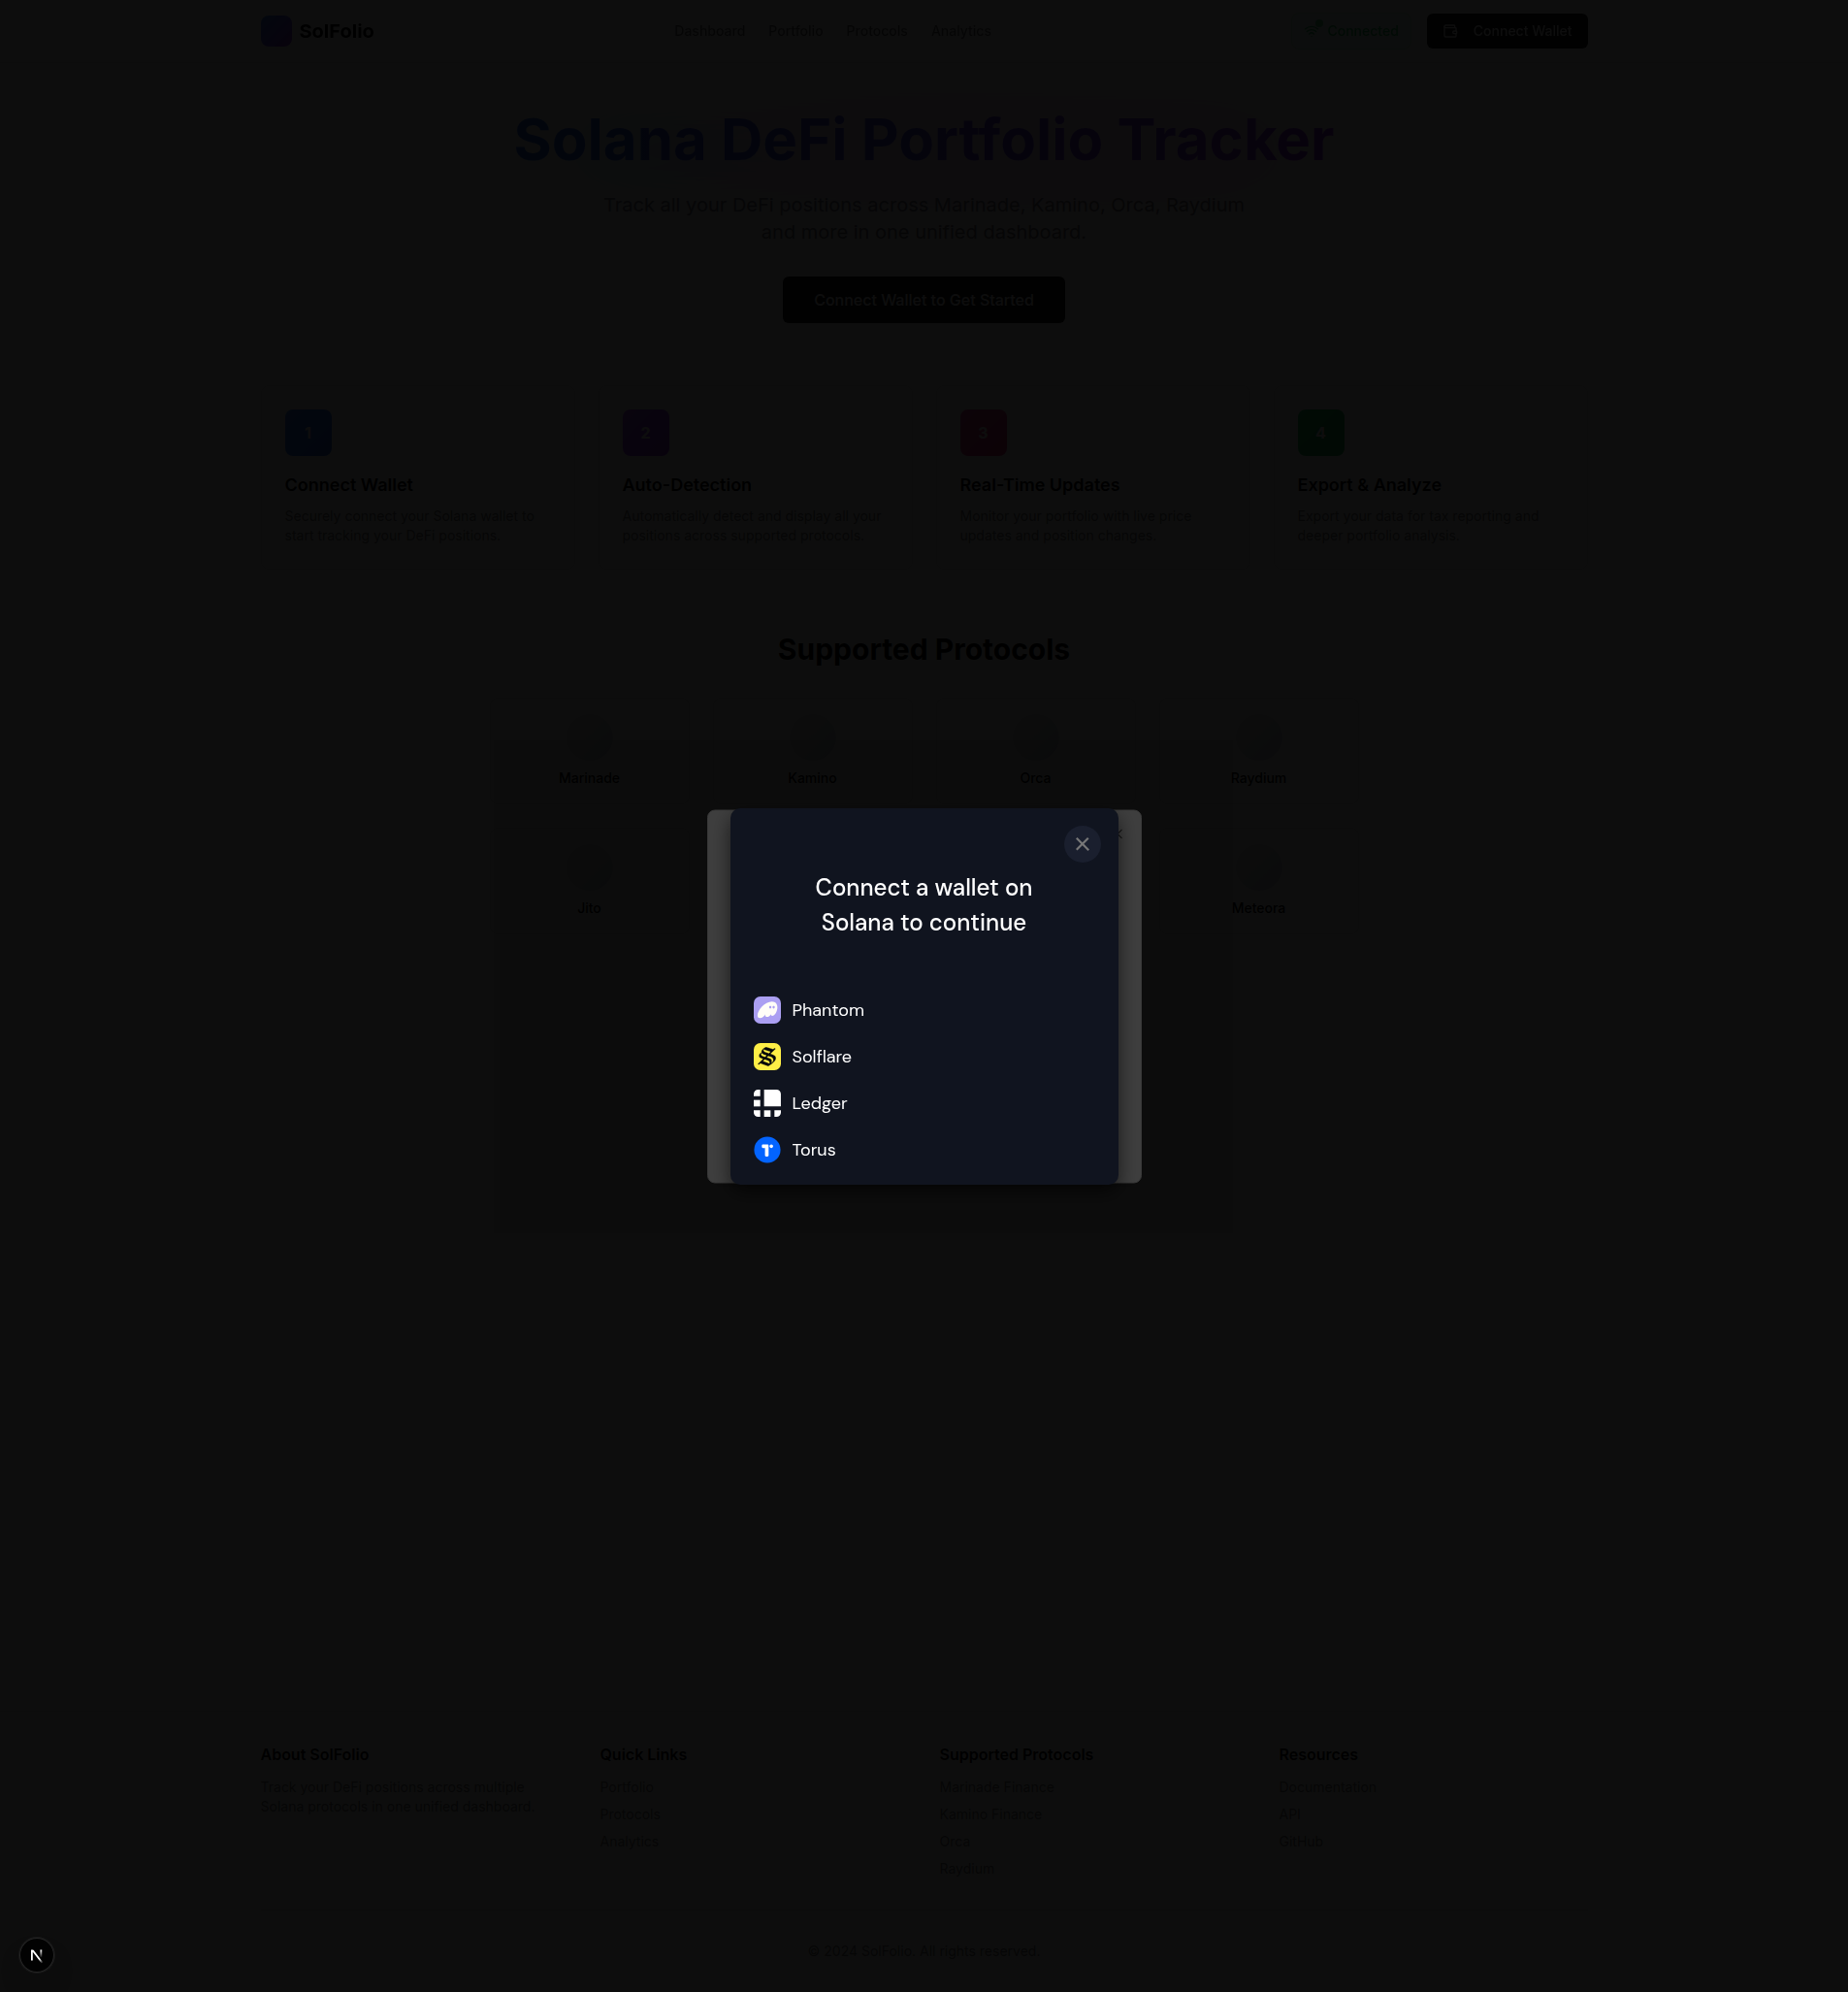 SolFolio
Dashboard Portfolio Protocols Analytics
Connected
Connect Wallet
Solana DeFi Portfolio Tracker
Track all your DeFi positions across Marinade, Kamino, Orca, Raydium
and more in one unified dashboard.
Connect Wallet to Get Started
1
Connect Wallet
Securely connect your Solana wallet to
start tracking your DeFi positions.
2
Auto-Detection
Automatically detect and display all your
positions across supported protocols.
3
Real-Time Updates
Monitor your portfolio with live price
updates and position changes.
4
Export & Analyze
Export your data for tax reporting and
deeper portfolio analysis.
Supported Protocols
Marinade
Kamino
Orca
Raydium
Jito
Meteora
Connect a wallet on
Solana to continue
Phantom
Solflare
Ledger
Torus
About SolFolio
Track your DeFi positions across multiple
Solana protocols in one unified dashboard.
Quick Links
Portfolio
Protocols
Analytics
Supported Protocols
Marinade Finance
Kamino Finance
Orca
Raydium
Resources
Documentation
API
GitHub
© 2024 SolFolio. All rights reserved.